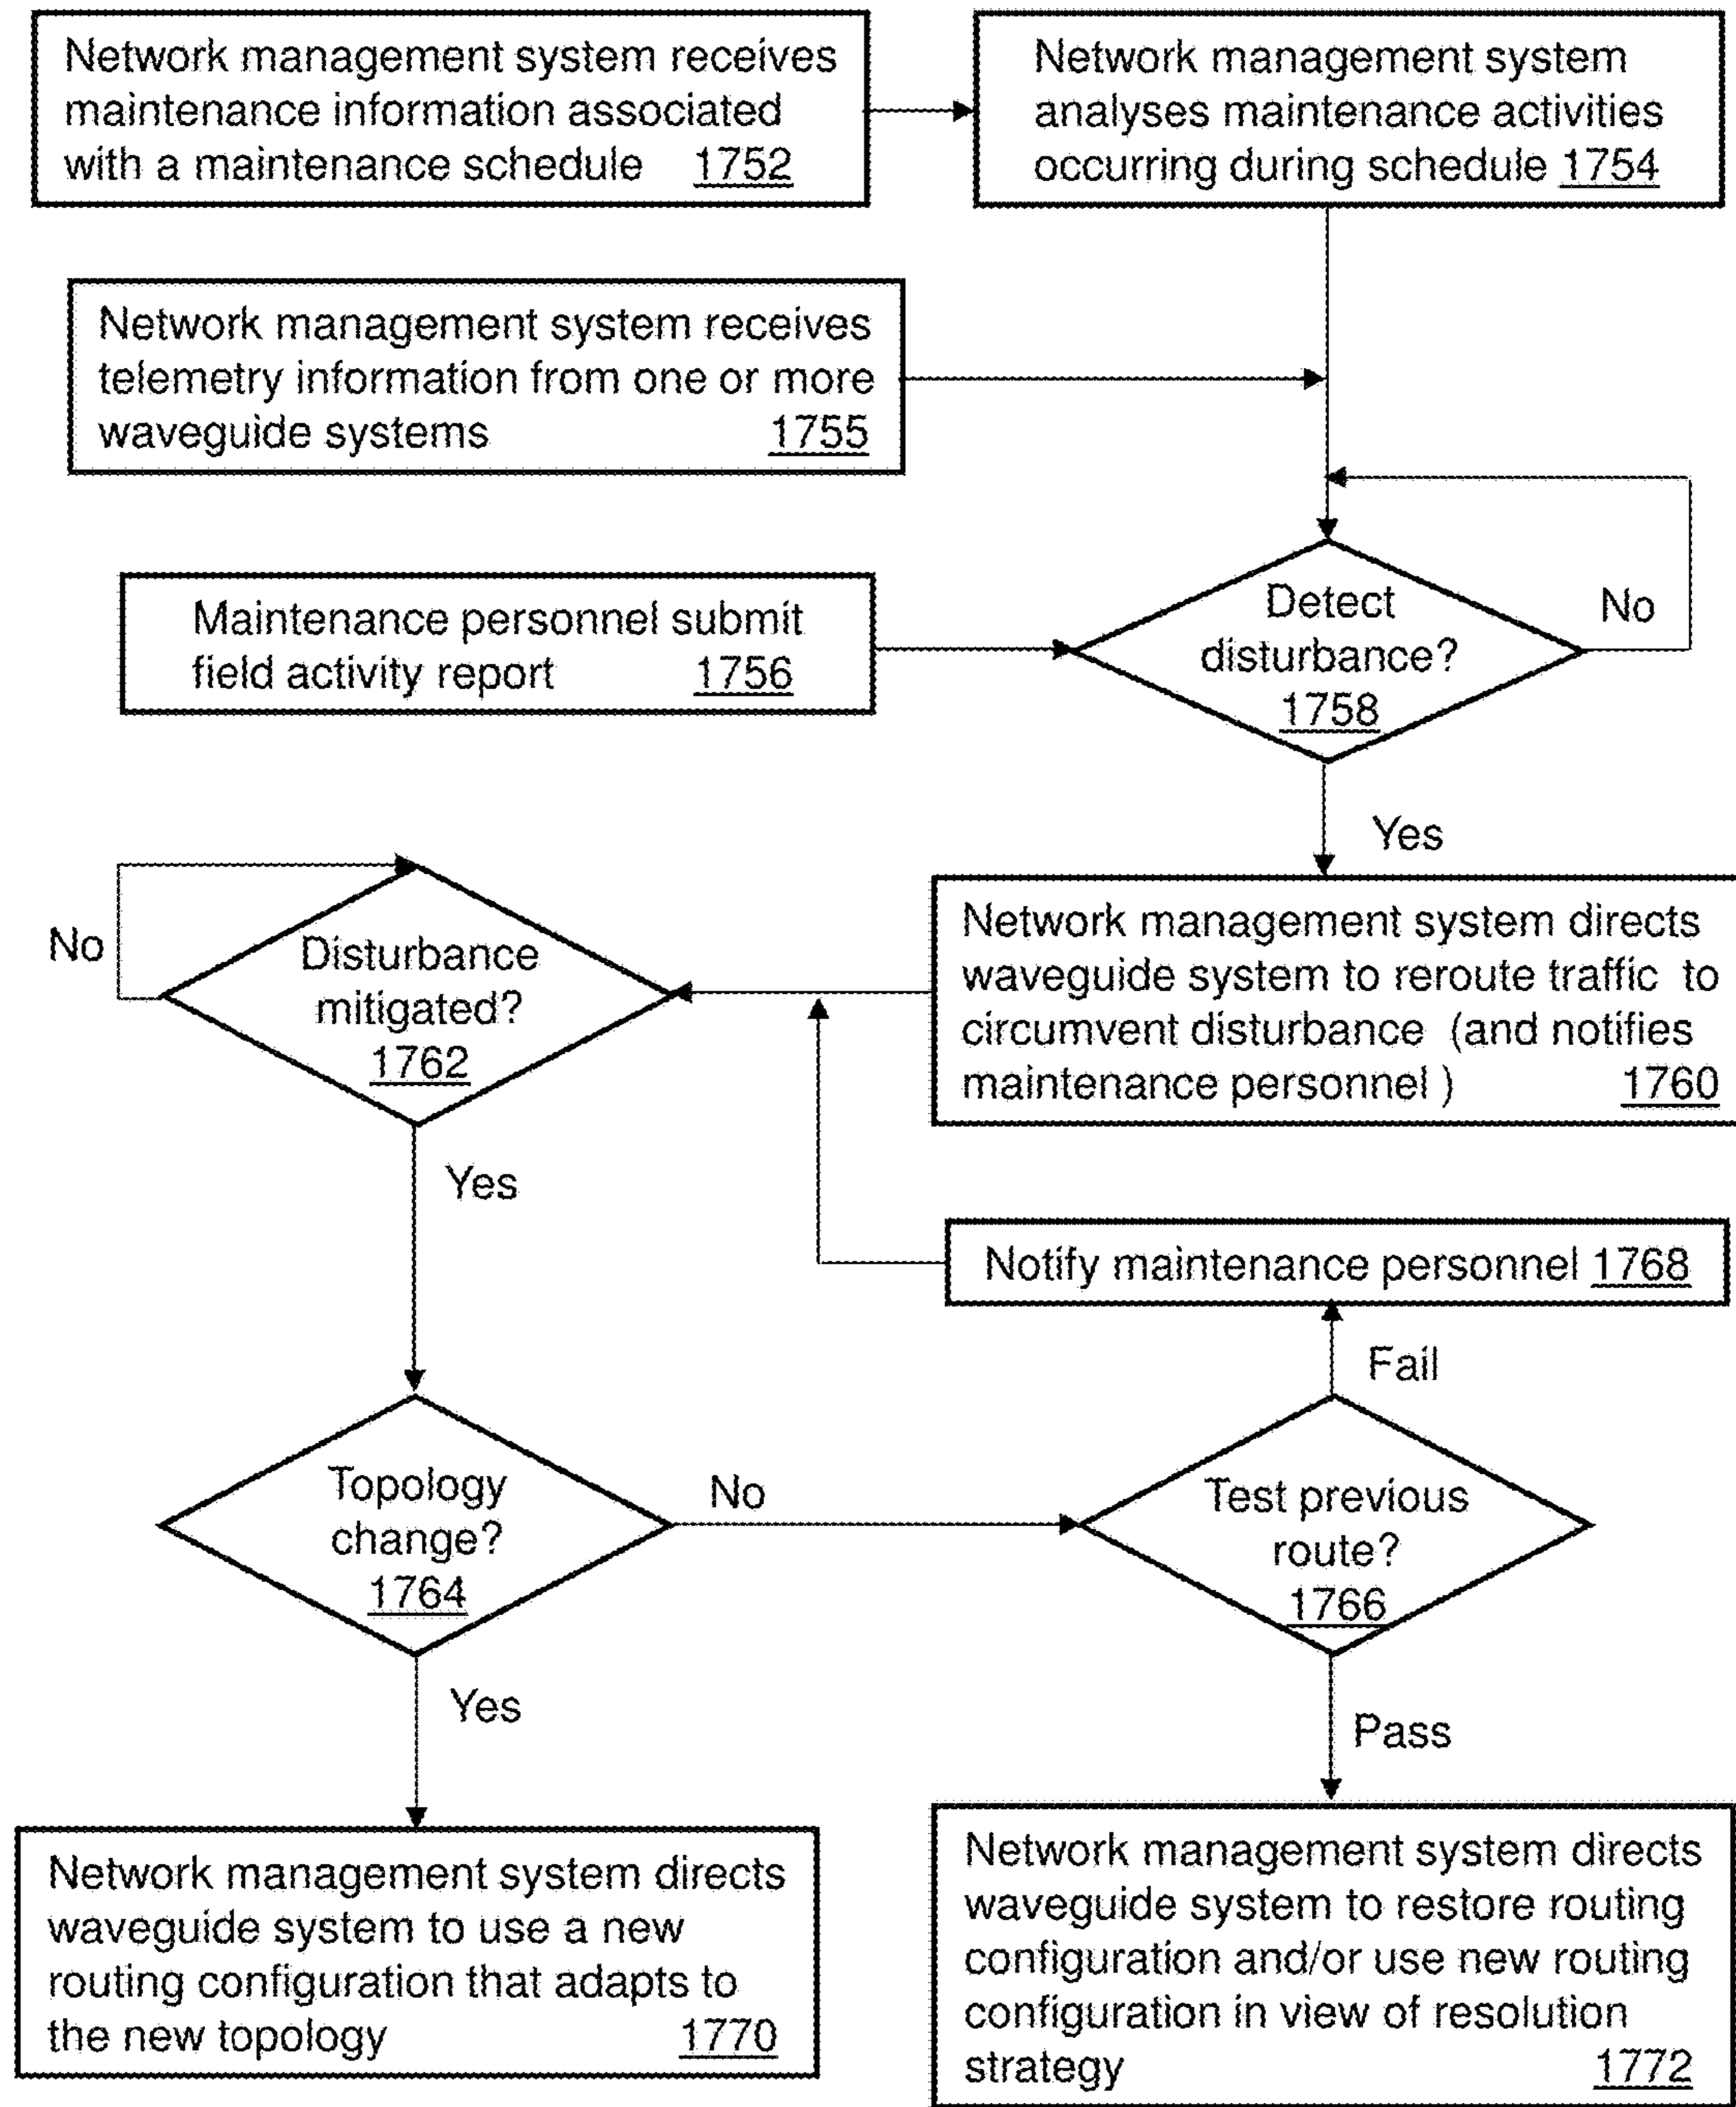 Network management system receives
maintenance information associated
with a maintenance schedule 1752
Network management system
analyses maintenance activities
occurring during schedule 1754
Network management system receives
telemetry information from one or more
waveguide systems 1755
Maintenance personnel submit
field activity report 1756
Detect
disturbance?
1758
No
Yes
Network management system directs
waveguide system to reroute traffic to
circumvent disturbance (and notifies
maintenance personnel ) 1760
No
Disturbance
mitigated?
1762
Yes
Notify maintenance personnel 1768
Fail
Topology
change?
1764
No
Test previous
route?
1766
Yes
Pass
Network management system directs
waveguide system to use a new
routing configuration that adapts to
the new topology 1770
Network management system directs
waveguide system to restore routing
configuration and/or use new routing
configuration in view of resolution
strategy 1772